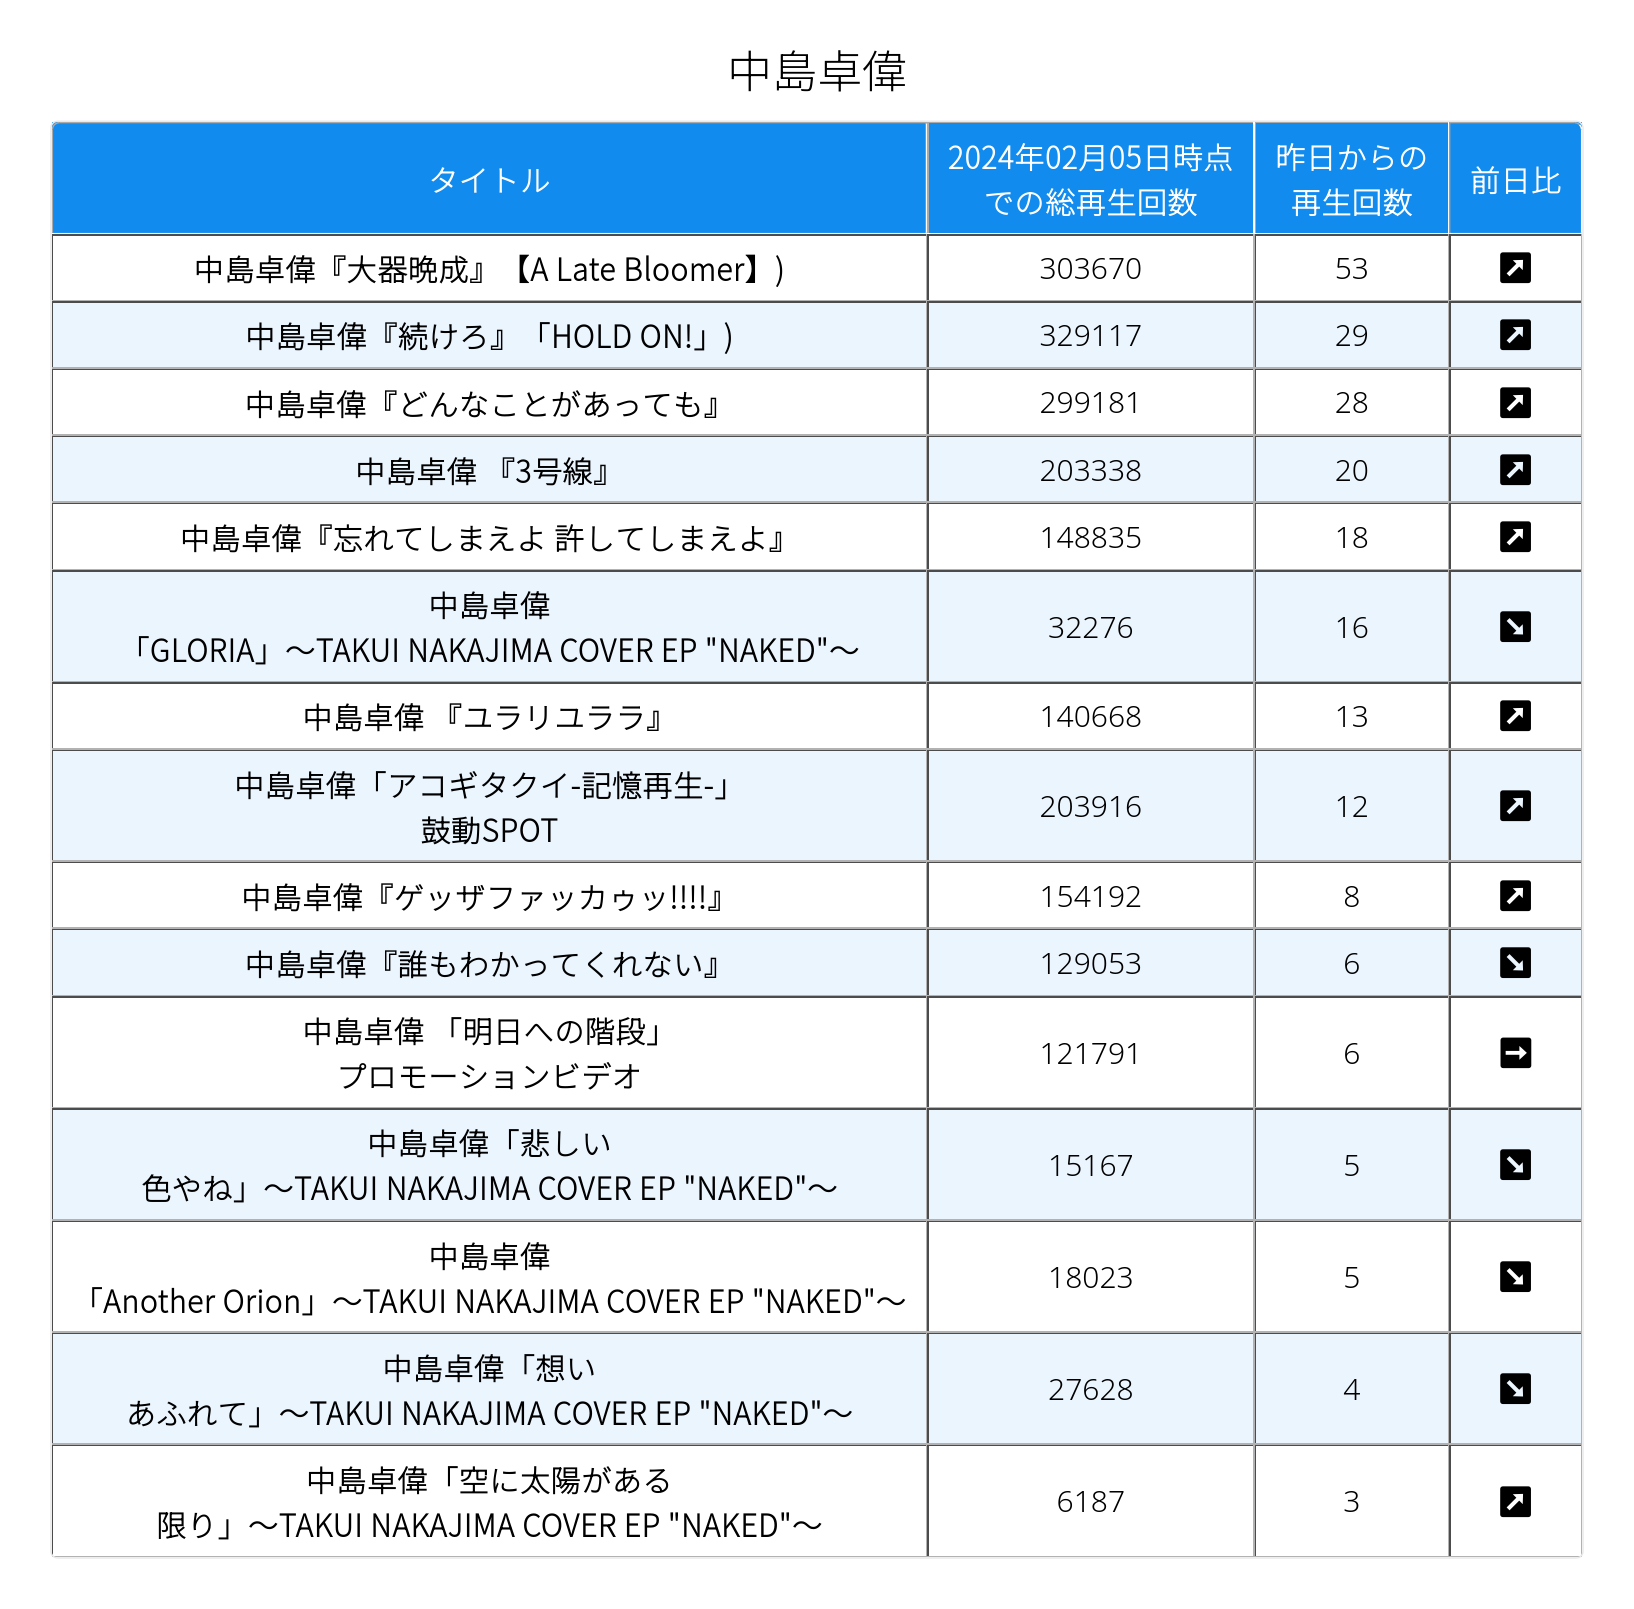 中島卓偉
タイトル
2024年02月05日時点
での総再生回数
昨日からの
再生回数
前日比
中島卓偉『大器晩成』【A Late Bloomer】)
303670
53
中島卓偉『続けろ』「HOLD ON!」)
329117
29
中島卓偉『どんなことがあっても』
299181
28
中島卓偉 『3号線』
203338
20
中島卓偉『忘れてしまえよ 許してしまえよ』
148835
18
中島卓偉
「GLORIA」〜TAKUI NAKAJIMA COVER EP "NAKED"〜
32276
16
中島卓偉 『ユラリユララ』
140668
13
中島卓偉「アコギタクイ-記憶再生-」
鼓動SPOT
203916
12
中島卓偉『ゲッザファッカゥッ!!!!』
154192
8
中島卓偉『誰もわかってくれない』
129053
6
中島卓偉 「明日への階段」
プロモーションビデオ
121791
6
中島卓偉「悲しい
色やね」〜TAKUI NAKAJIMA COVER EP "NAKED"〜
15167
5
中島卓偉
「Another Orion」〜TAKUI NAKAJIMA COVER EP "NAKED"〜
18023
5
中島卓偉「想い
あふれて」〜TAKUI NAKAJIMA COVER EP "NAKED"〜
27628
4
中島卓偉「空に太陽がある
限り」〜TAKUI NAKAJIMA COVER EP "NAKED"〜
6187
3